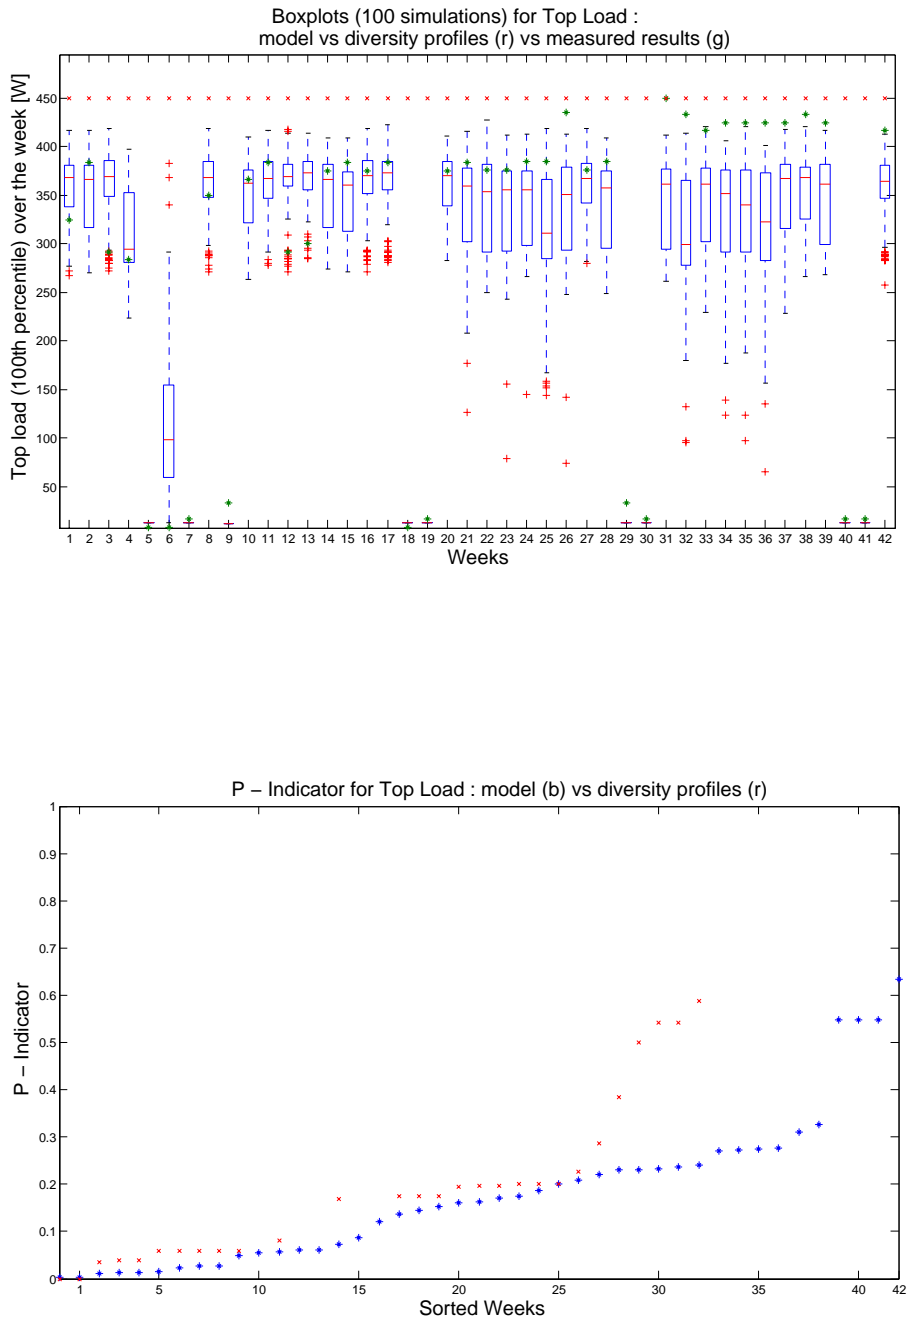 Boxplots (100 simulations) for Top Load :
model vs diversity profiles (r) vs measured results (g)
Top load (100th percentile) over the week [W]
450
400
350
300
250
200
150
100
50
1 2 3 4 5 6 7 8 9 10 11 12 13 14 15 16 17 18 19 20 21 22 23 24 25 26 27 28 29 30 31 32 33 34 35 36 37 38 39 40 41 42
Weeks
P – Indicator for Top Load : model (b) vs diversity profiles (r)
P – Indicator
1
0.9
0.8
0.7
0.6
0.5
0.4
0.3
0.2
0.1
0
1 5 10 15 20 25 30 35 40 42
Sorted Weeks